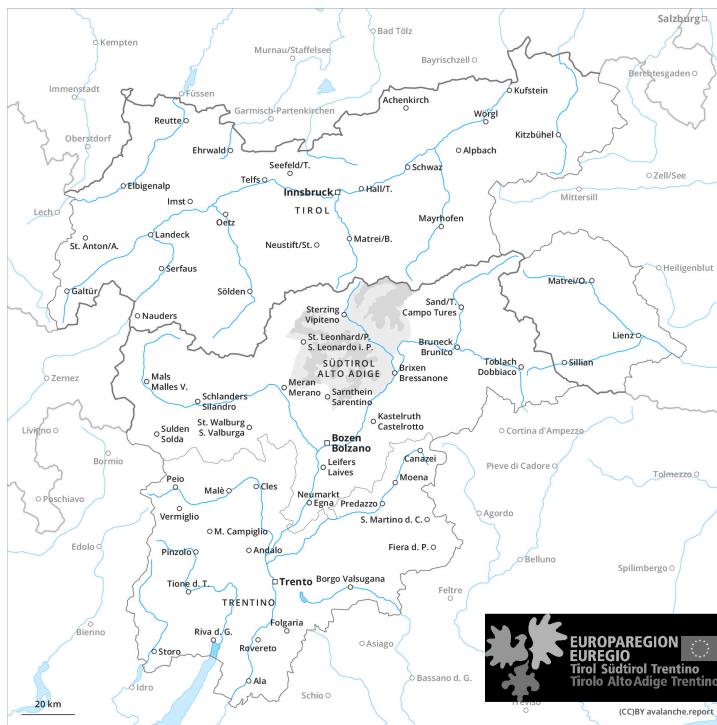 Salzburg
Kempten
Bad Tölz
Murnau/Staffelsee
Bayrischzell
Berchtesgaden
Immenstadt
Füssen
Kufstein
Achenkirch
Garmisch-Partenkirchen
Reutte
Wörgl
Oberstdorf
Kitzbühel
Ehrwald
Alpbach
Seefeld/T.
Schwaz
Telfs
Zell/See
Elbigenalp
Innsbruck
Hall/T.
Mittersill
Imst
TIROL
Lech
Oetz
Mayrhofen
Landeck
Matrei/B.
St. Anton/A.
Neustift/St.
Serfaus
Heiligenblut
Matrei/O.
Galtür
Sölden
Sand/T.
Campo Tures
Sterzing
Vipiteno
Nauders
Lienz
St. Leonhard/P.
S. Leonardo i. P.
Bruneck
Brunico
SÜDTIROL
ALTO ADIGE
Toblach
Dobbiaco
Sillian
Brixen
Bressanone
Zernez
Mals
Malles V.
Meran
Merano
Sarnthein
Sarentino
Schlanders
Silandro
Kastelruth
Castelrotto
St. Walburg
S. Valburga
Livigno
Sulden
Solda
Cortina d'Ampezzo
Bozen
Bolzano
Bormio
Canazei
Pieve di Cadore
Leifers
Laives
Tolmezzo
Peio
Moena
Malè
Cles
Poschiavo
Neumarkt
Egna
Predazzo
Vermiglio
Agordo
S. Martino d. C.
M. Campiglio
Edolo
Pinzolo
Andalo
Fiera d. P.
Belluno
Spilimbergo
Trento
Borgo Valsugana
Tione d. T.
Feltre
TRENTINO
Bienno
Folgaria
Riva d. G.
Rovereto
Asiago
Storo
Bassano d. G.
Idro
Ala
Schio
Treviso
EUROPAREGION
EUREGIO
Tirol Südtirol Trentino
Tirolo Alto Adige Trentino
20 km
(CC)BY avalanche.report